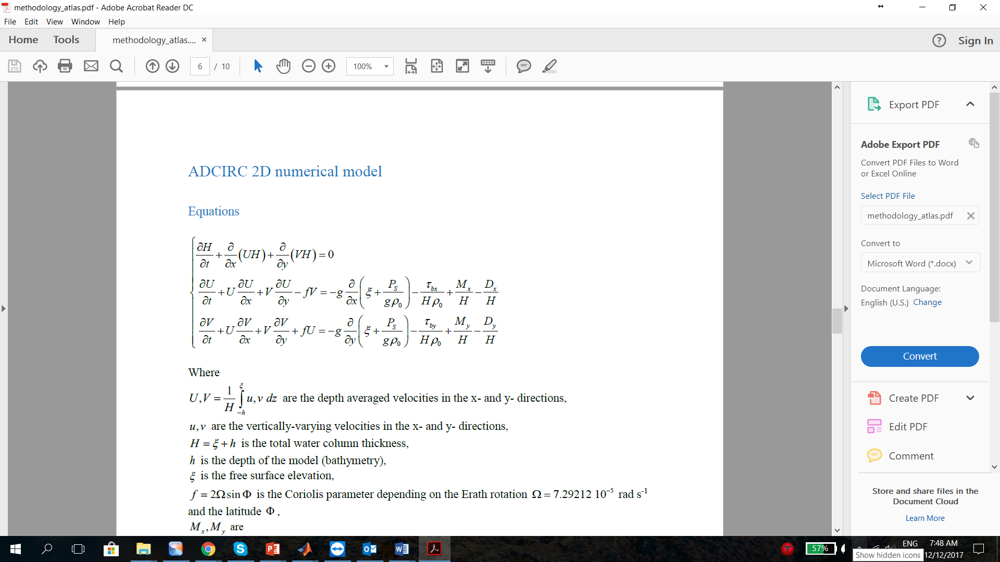 methodology_atlas.pdf - Adobe Acrobat Reader DC
File Edit View Window Help
Home Tools methodology_atlas.... × Sign In
6 / 10 100%
ADCIRC 2D numerical model
Equations
∂H/∂t + ∂/∂x (UH) + ∂/∂y (VH) = 0
∂U/∂t + U ∂U/∂x + V ∂U/∂y − fV = −g ∂/∂x (ξ + P_S/gρ_0) − τ_bx/Hρ_0 + M_x/H − D_x/H
∂V/∂t + U ∂V/∂x + V ∂V/∂y + fU = −g ∂/∂y (ξ + P_S/gρ_0) − τ_by/Hρ_0 + M_y/H − D_y/H
Where
U,V = 1/H ∫_{-h}^{ξ} u,v dz are the depth averaged velocities in the x- and y- directions,
u,v are the vertically-varying velocities in the x- and y- directions,
H = ξ + h is the total water column thickness,
h is the depth of the model (bathymetry),
ξ is the free surface elevation,
f = 2Ω sin Φ is the Coriolis parameter depending on the Erath rotation Ω = 7.29212 10⁻⁵ rad s⁻¹
and the latitude Φ ,
M_x, M_y are
Export PDF
Adobe Export PDF
Convert PDF Files to Word
or Excel Online
Select PDF File
methodology_atlas.pdf
Convert to
Microsoft Word (*.docx)
Document Language:
English (U.S.) Change
Convert
Create PDF
Edit PDF
Comment
Store and share files in the
Document Cloud
Learn More
57%
ENG
7:48 AM
Show hidden icons
12/12/2017